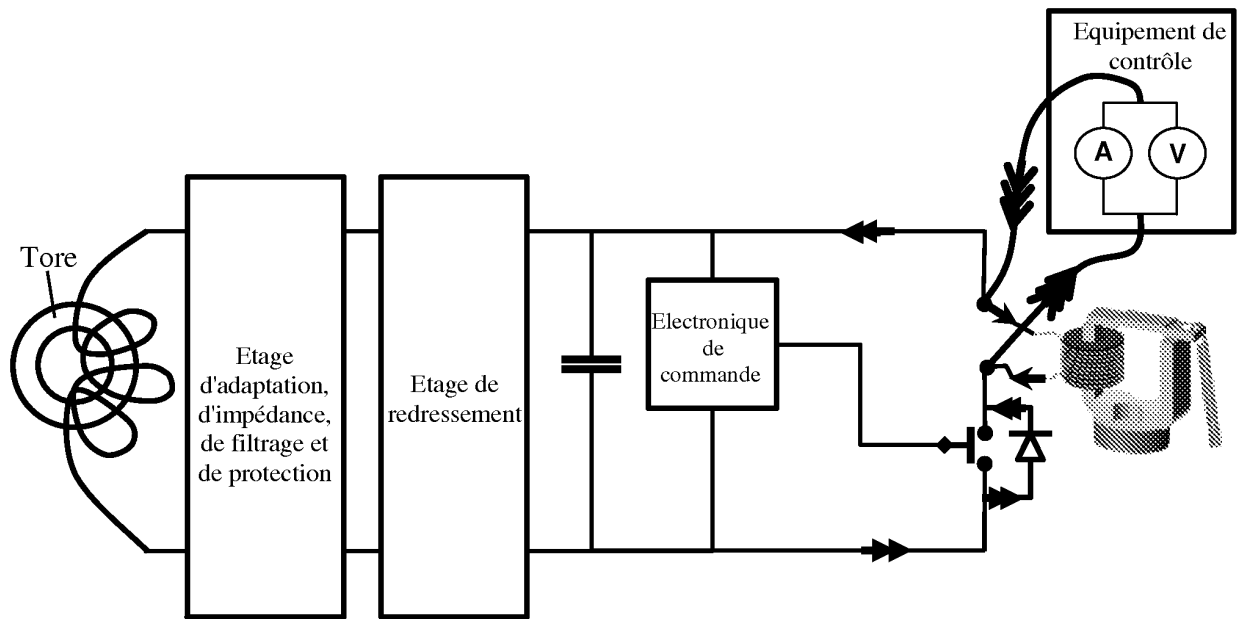 Equipement de
contrôle
A
V
Tore
Etage
d'adaptation,
d'impédance,
de filtrage et
de protection
Etage de
redressement
Electronique
de
commande